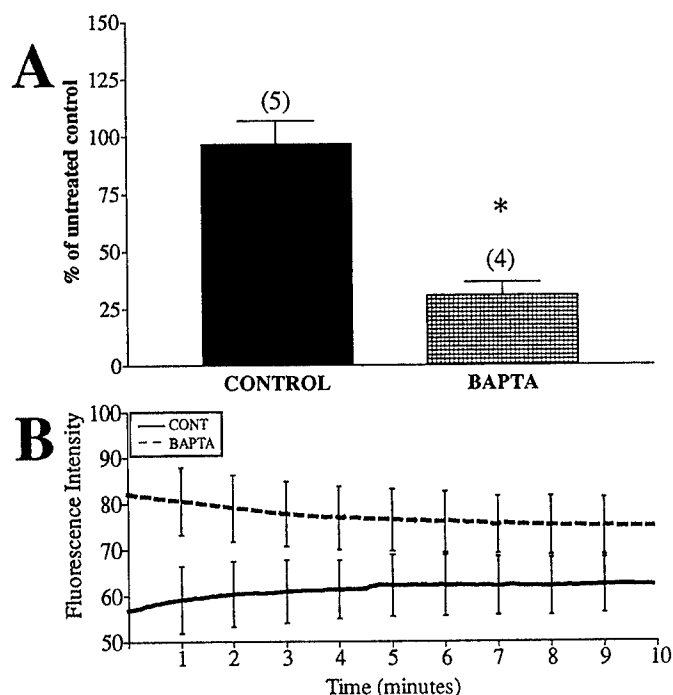 A
% of untreated control
150
125
100
75
50
25
0
(5)
*
(4)
CONTROL
BAPTA
B
Fluorescence Intensity
100
90
80
70
60
50
CONT
BAPTA
1 2 3 4 5 6 7 8 9 10
Time (minutes)